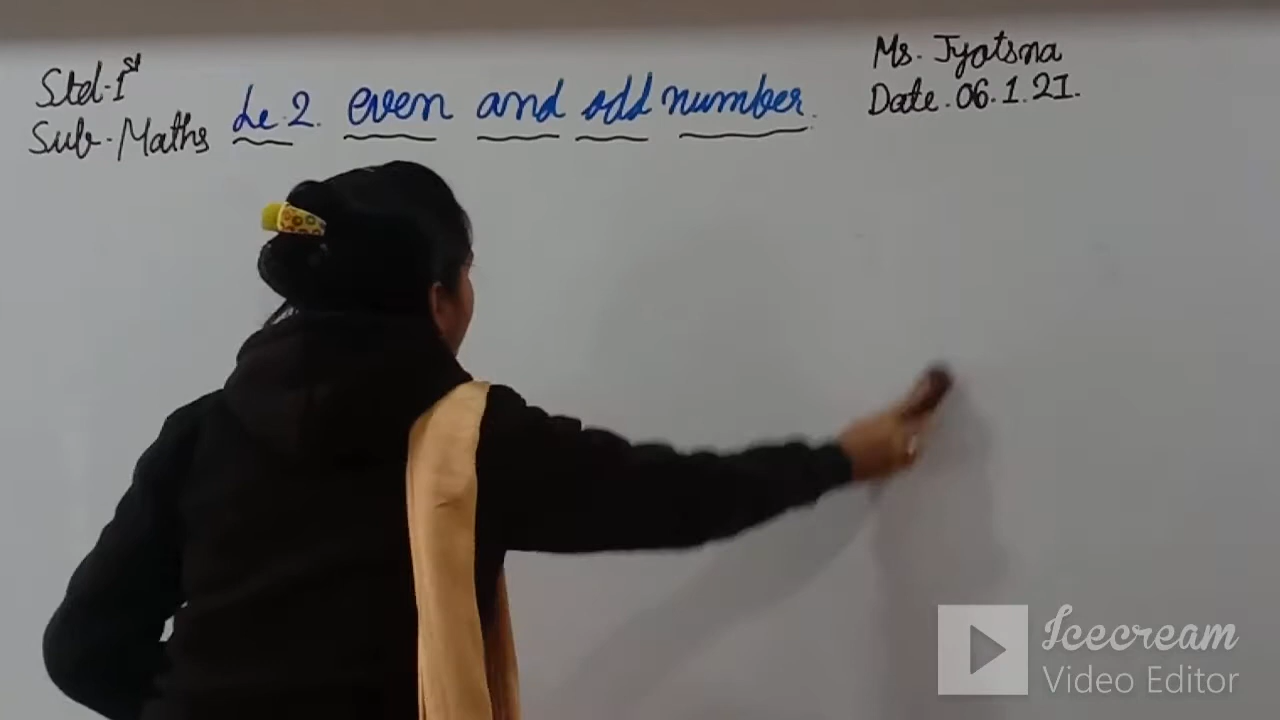 Std-1st
Sub-Maths
Le.2. even and odd number.
Ms. Jyotsna
Date.06.1.21.
Icecream
Video Editor